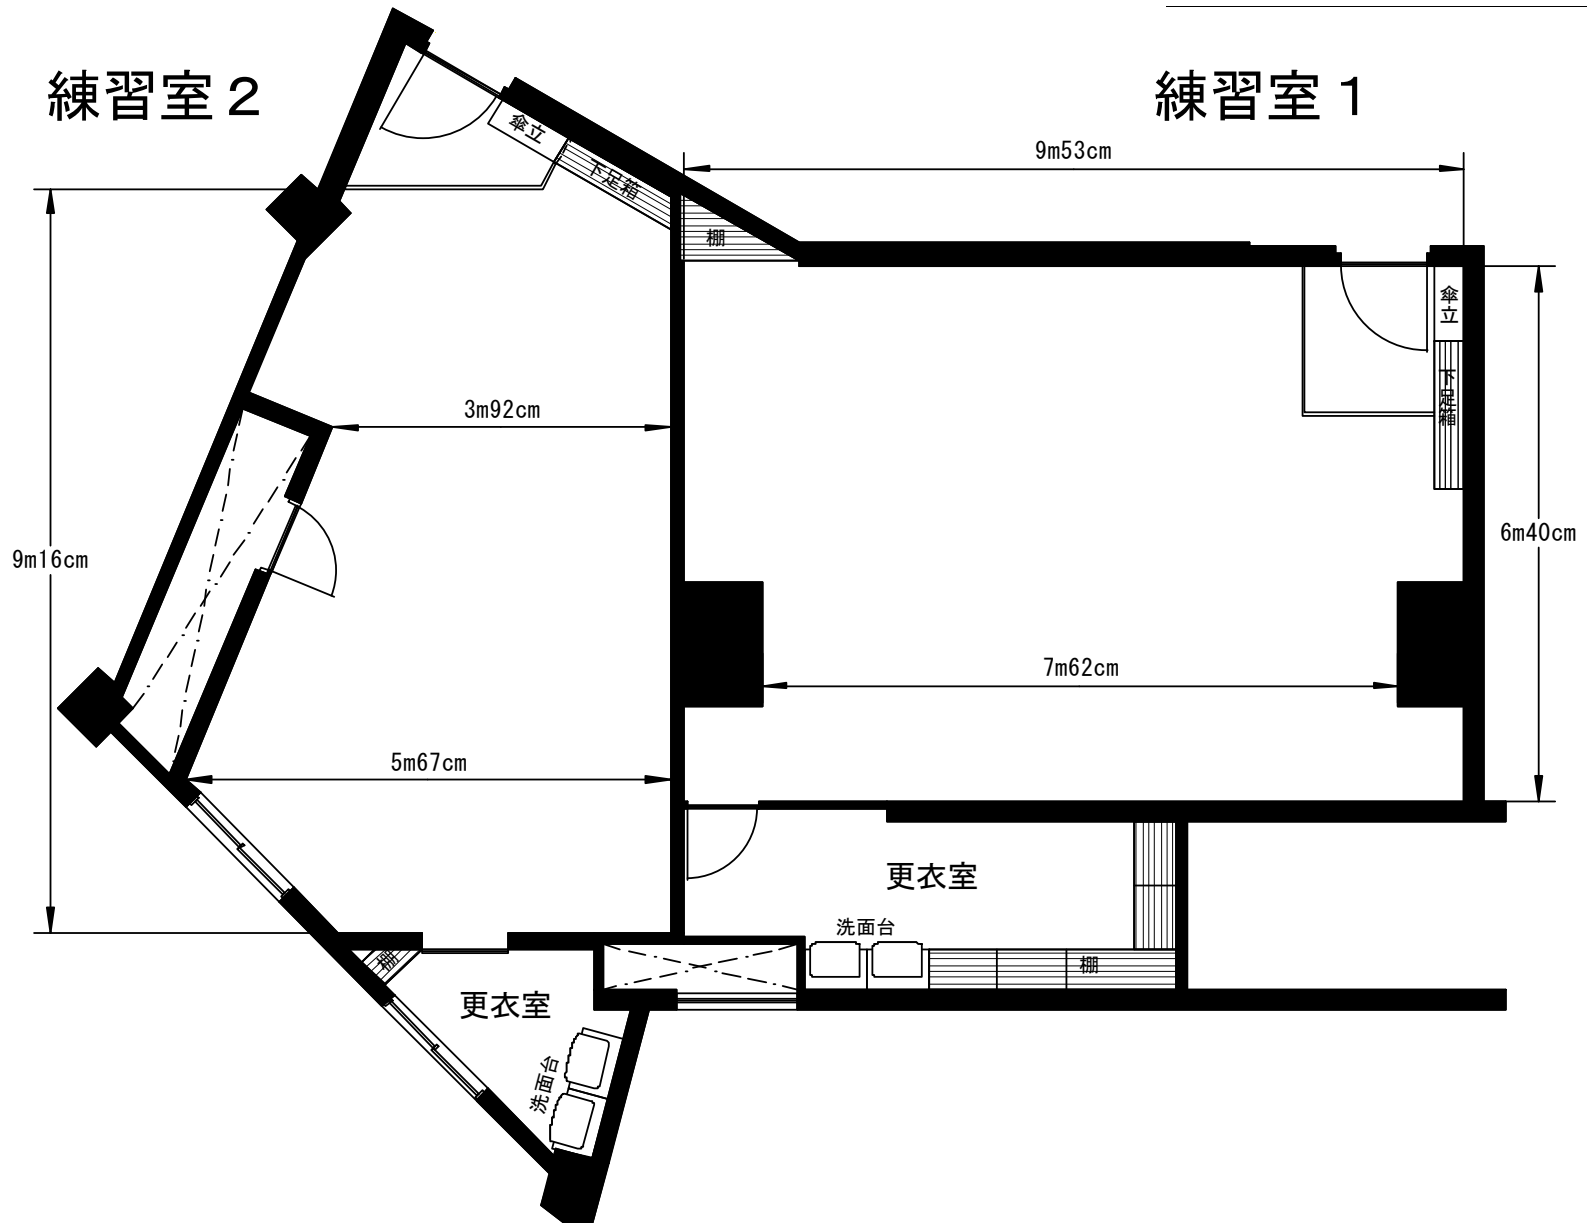 練習室２
練習室１
傘立
下足箱
棚
9m53cm
傘立
下足箱
3m92cm
9m16cm
6m40cm
7m62cm
5m67cm
更衣室
洗面台
棚
棚
更衣室
洗面台